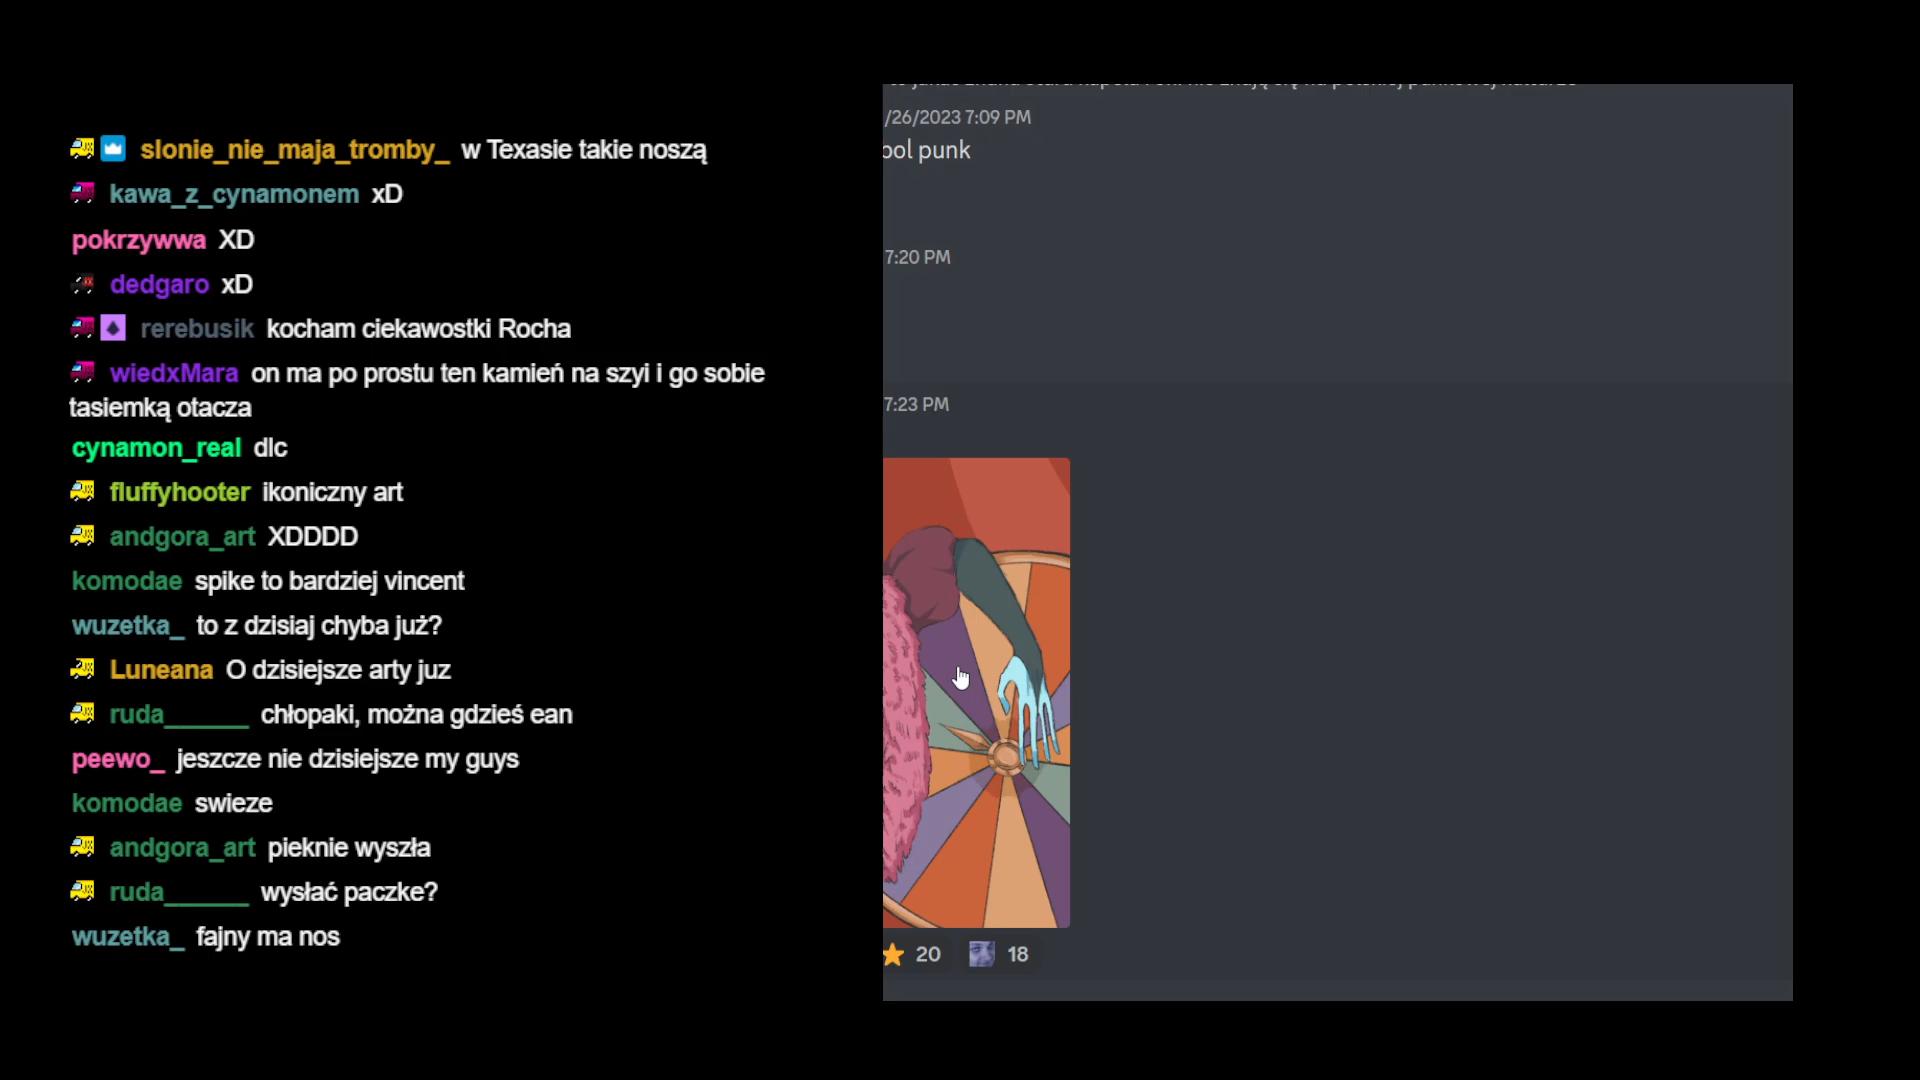 slonie_nie_maja_tromby_ w Texasie takie noszą
kawa_z_cynamonem xD
pokrzywwa XD
dedgaro xD
rerebusik kocham ciekawostki Rocha
wiedxMara on ma po prostu ten kamień na szyi i go sobie
tasiemką otacza
cynamon_real dlc
fluffyhooter ikoniczny art
andgora_art XDDDD
komodae spike to bardziej vincent
wuzetka_ to z dzisiaj chyba już?
Luneana O dzisiejsze arty juz
ruda______ chłopaki, można gdzieś ean
peewo_ jeszcze nie dzisiejsze my guys
komodae swieze
andgora_art pieknie wyszła
ruda______ wysłać paczke?
wuzetka_ fajny ma nos
/26/2023 7:09 PM
ool punk
7:20 PM
7:23 PM
20 18